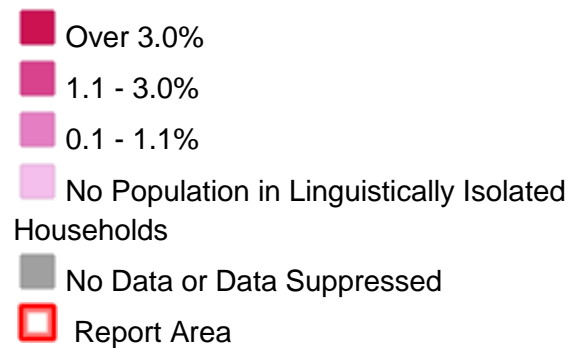 Over 3.0%
1.1 - 3.0%
0.1 - 1.1%
No Population in Linguistically Isolated
Households
No Data or Data Suppressed
Report Area